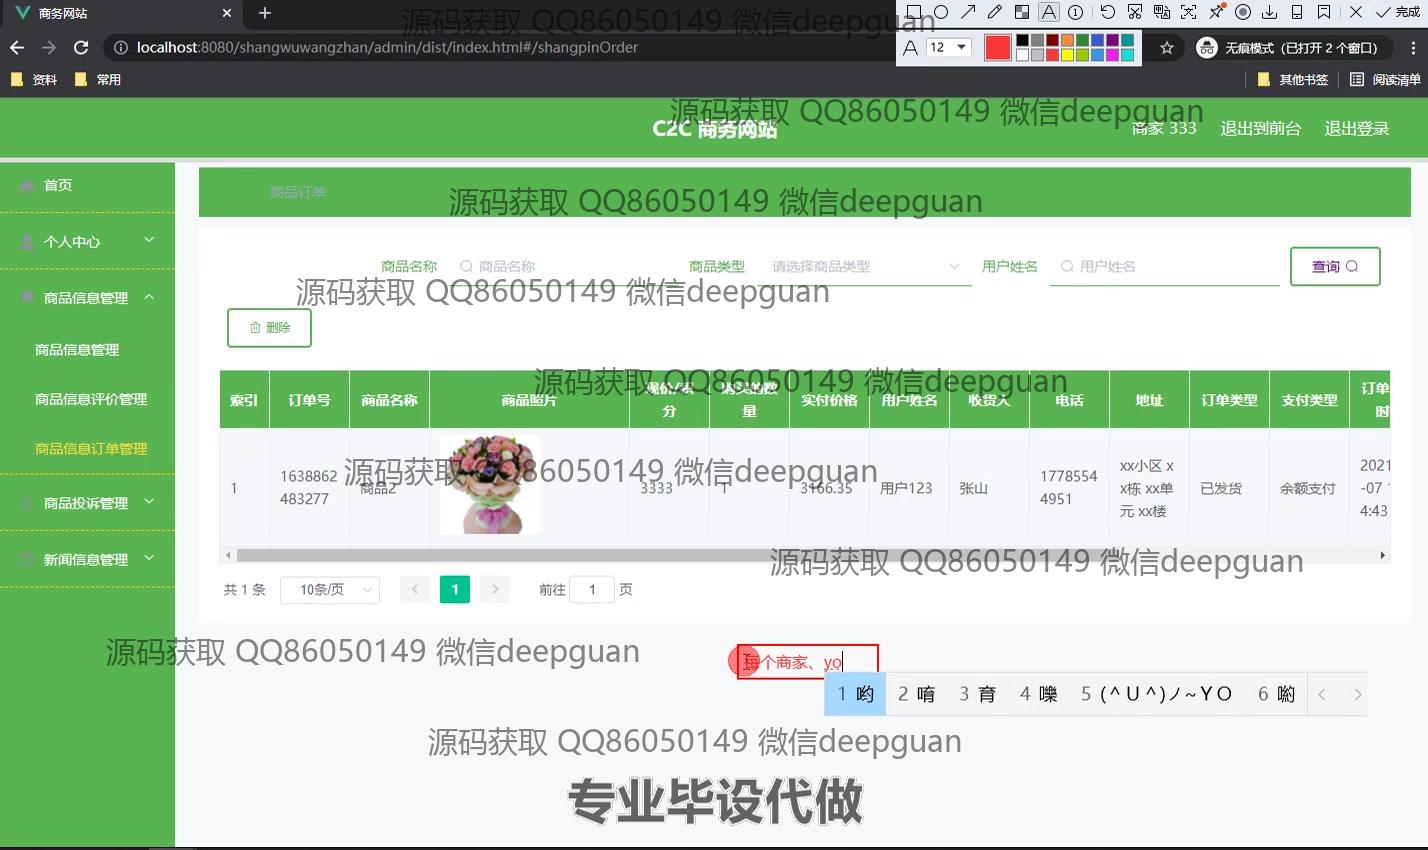 商务网站
完成
localhost:8080/shangwuwangzhan/admin/dist/index.html#/shangpinOrder
12
无痕模式（已打开 2 个窗口）
资料
常用
其他书签
阅读清单
源码获取 QQ86050149 微信deepguan
源码获取 QQ86050149 微信deepguan
C2C 商务网站
商家 333
退出到前台
退出登录
首页
个人中心
商品信息管理
商品信息管理
商品信息评价管理
商品信息订单管理
商品投诉管理
新闻信息管理
商品订单
源码获取 QQ86050149 微信deepguan
商品名称
商品名称
商品类型
请选择商品类型
用户姓名
用户姓名
查询
源码获取 QQ86050149 微信deepguan
删除
源码获取 QQ86050149 微信deepguan
索引
订单号
商品名称
商品照片
现价/积分
购买的数量
实付价格
用户姓名
收货人
电话
地址
订单类型
支付类型
订单
时
1
1638862
483277
商品2
3333
1
3166.35
用户123
张山
1778554
4951
xx小区 x
x栋 xx单
元 xx楼
已发货
余额支付
2021
-07 1
4:43
源码获取 QQ86050149 微信deepguan
源码获取 QQ86050149 微信deepguan
共 1 条
10条/页
1
前往
1
页
源码获取 QQ86050149 微信deepguan
每个商家、yo
1 哟 2 唷 3 育 4 嚛 5 (^U^)ノ~YO 6 喲
源码获取 QQ86050149 微信deepguan
专业毕设代做